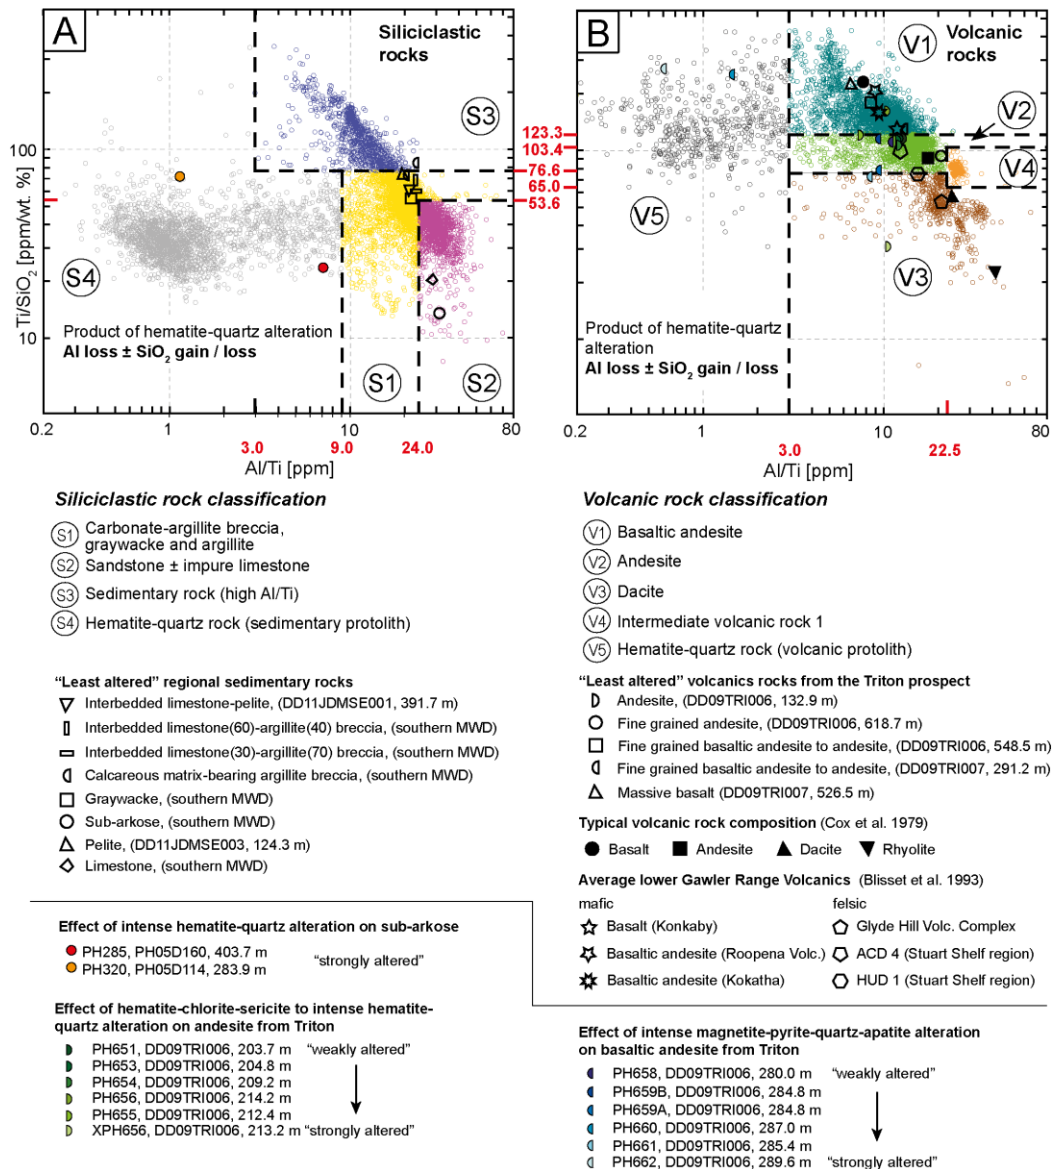 A
Siliciclastic
rocks
S3
S4
S1
S2
Ti/SiO2 [ppm/wt. %]
100
10
Product of hematite-quartz alteration
Al loss ± SiO2 gain / loss
0.2
1
10
80
3.0
9.0
24.0
Al/Ti [ppm]
123.3
103.4
76.6
65.0
53.6
B
V1
Volcanic
rocks
V2
V4
V5
V3
Product of hematite-quartz
alteration
Al loss ± SiO2 gain / loss
0.2
1
10
80
3.0
22.5
Al/Ti [ppm]
Siliciclastic rock classification
S1 Carbonate-argillite breccia,
graywacke and argillite
S2 Sandstone ± impure limestone
S3 Sedimentary rock (high Al/Ti)
S4 Hematite-quartz rock (sedimentary protolith)
"Least altered" regional sedimentary rocks
Interbedded limestone-pelite, (DD11JDMSE001, 391.7 m)
Interbedded limestone(60)-argillite(40) breccia, (southern MWD)
Interbedded limestone(30)-argillite(70) breccia, (southern MWD)
Calcareous matrix-bearing argillite breccia, (southern MWD)
Graywacke, (southern MWD)
Sub-arkose, (southern MWD)
Pelite, (DD11JDMSE003, 124.3 m)
Limestone, (southern MWD)
Effect of intense hematite-quartz alteration on sub-arkose
PH285, PH05D160, 403.7 m
PH320, PH05D114, 283.9 m
"strongly altered"
Effect of hematite-chlorite-sericite to intense hematite-
quartz alteration on andesite from Triton
PH651, DD09TRI006, 203.7 m "weakly altered"
PH653, DD09TRI006, 204.8 m
PH654, DD09TRI006, 209.2 m
PH656, DD09TRI006, 214.2 m
PH655, DD09TRI006, 212.4 m
XPH656, DD09TRI006, 213.2 m "strongly altered"
Volcanic rock classification
V1 Basaltic andesite
V2 Andesite
V3 Dacite
V4 Intermediate volcanic rock 1
V5 Hematite-quartz rock (volcanic protolith)
"Least altered" volcanics rocks from the Triton prospect
Andesite, (DD09TRI006, 132.9 m)
Fine grained andesite, (DD09TRI006, 618.7 m)
Fine grained basaltic andesite to andesite, (DD09TRI006, 548.5 m)
Fine grained basaltic andesite to andesite, (DD09TRI007, 291.2 m)
Massive basalt (DD09TRI007, 526.5 m)
Typical volcanic rock composition (Cox et al. 1979)
Basalt Andesite Dacite Rhyolite
Average lower Gawler Range Volcanics (Blisset et al. 1993)
mafic felsic
Basalt (Konkaby) Glyde Hill Volc. Complex
Basaltic andesite (Roopena Volc.) ACD 4 (Stuart Shelf region)
Basaltic andesite (Kokatha) HUD 1 (Stuart Shelf region)
Effect of intense magnetite-pyrite-quartz-apatite alteration
on basaltic andesite from Triton
PH658, DD09TRI006, 280.0 m "weakly altered"
PH659B, DD09TRI006, 284.8 m
PH659A, DD09TRI006, 284.8 m
PH660, DD09TRI006, 287.0 m
PH661, DD09TRI006, 285.4 m
PH662, DD09TRI006, 289.6 m "strongly altered"